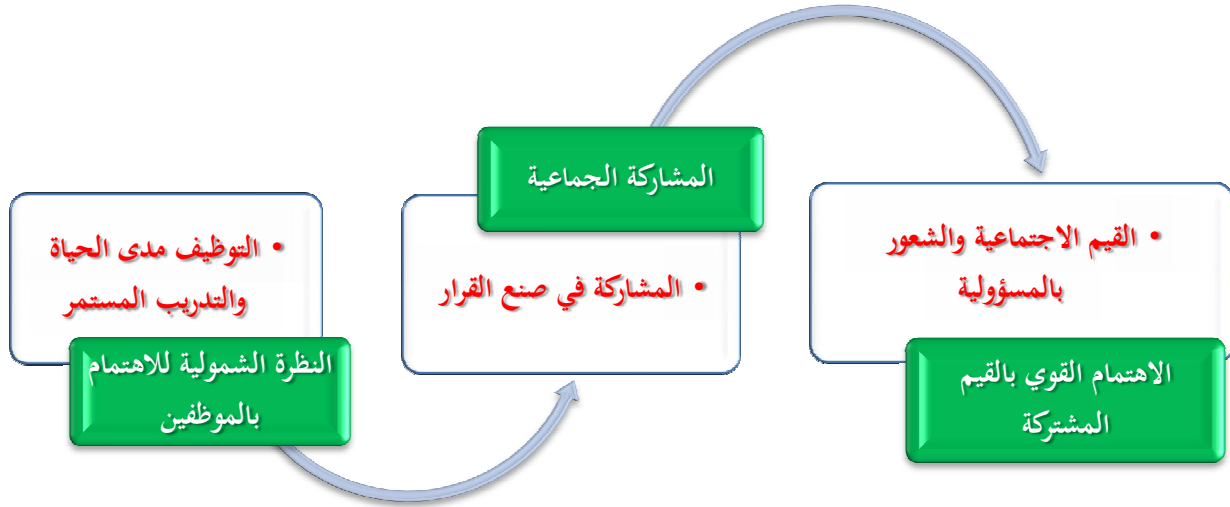 • التوظيف مدى الحياة
والتدريب المستمر
النظرة الشمولية للاهتمام
بالموظفين
المشاركة الجماعية
• المشاركة في صنع القرار
• القيم الاجتماعية والشعور
بالمسؤولية
الاهتمام القوي بالقيم
المشتركة